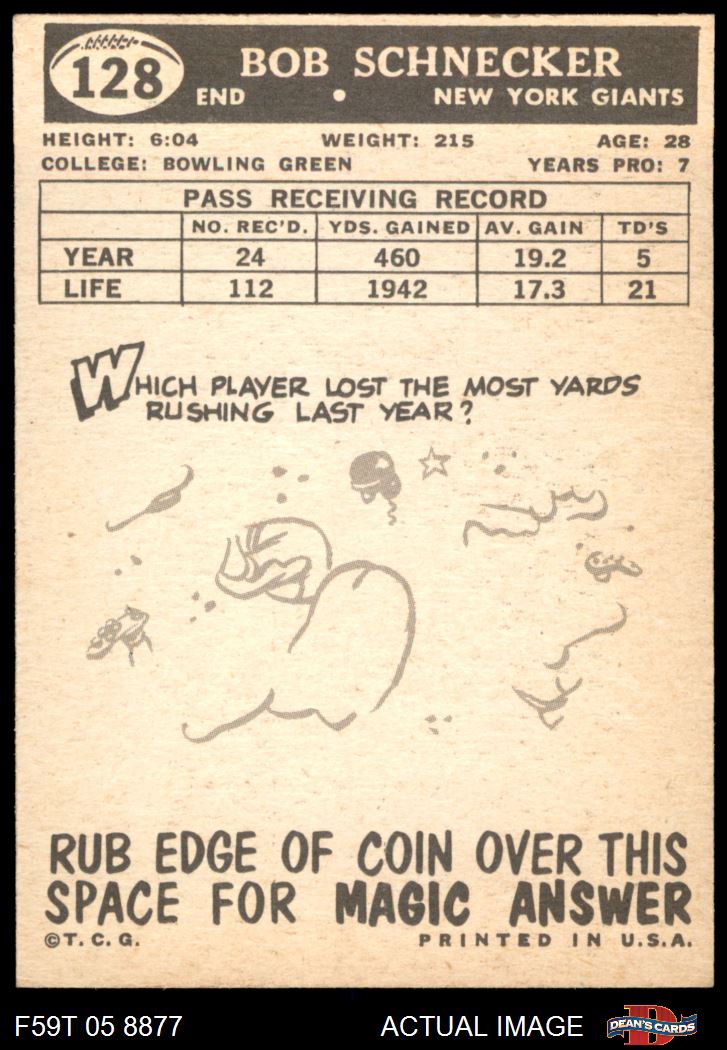 128
BOB SCHNECKER
END • NEW YORK GIANTS
HEIGHT: 6:04 WEIGHT: 215 AGE: 28
COLLEGE: BOWLING GREEN YEARS PRO: 7
PASS RECEIVING RECORD
NO. REC'D. YDS. GAINED AV. GAIN TD'S
YEAR 24 460 19.2 5
LIFE 112 1942 17.3 21
WHICH PLAYER LOST THE MOST YARDS
RUSHING LAST YEAR?
RUB EDGE OF COIN OVER THIS
SPACE FOR MAGIC ANSWER
©T.C.G. PRINTED IN U.S.A.
F59T 05 8877 ACTUAL IMAGE D DEAN'S CARDS